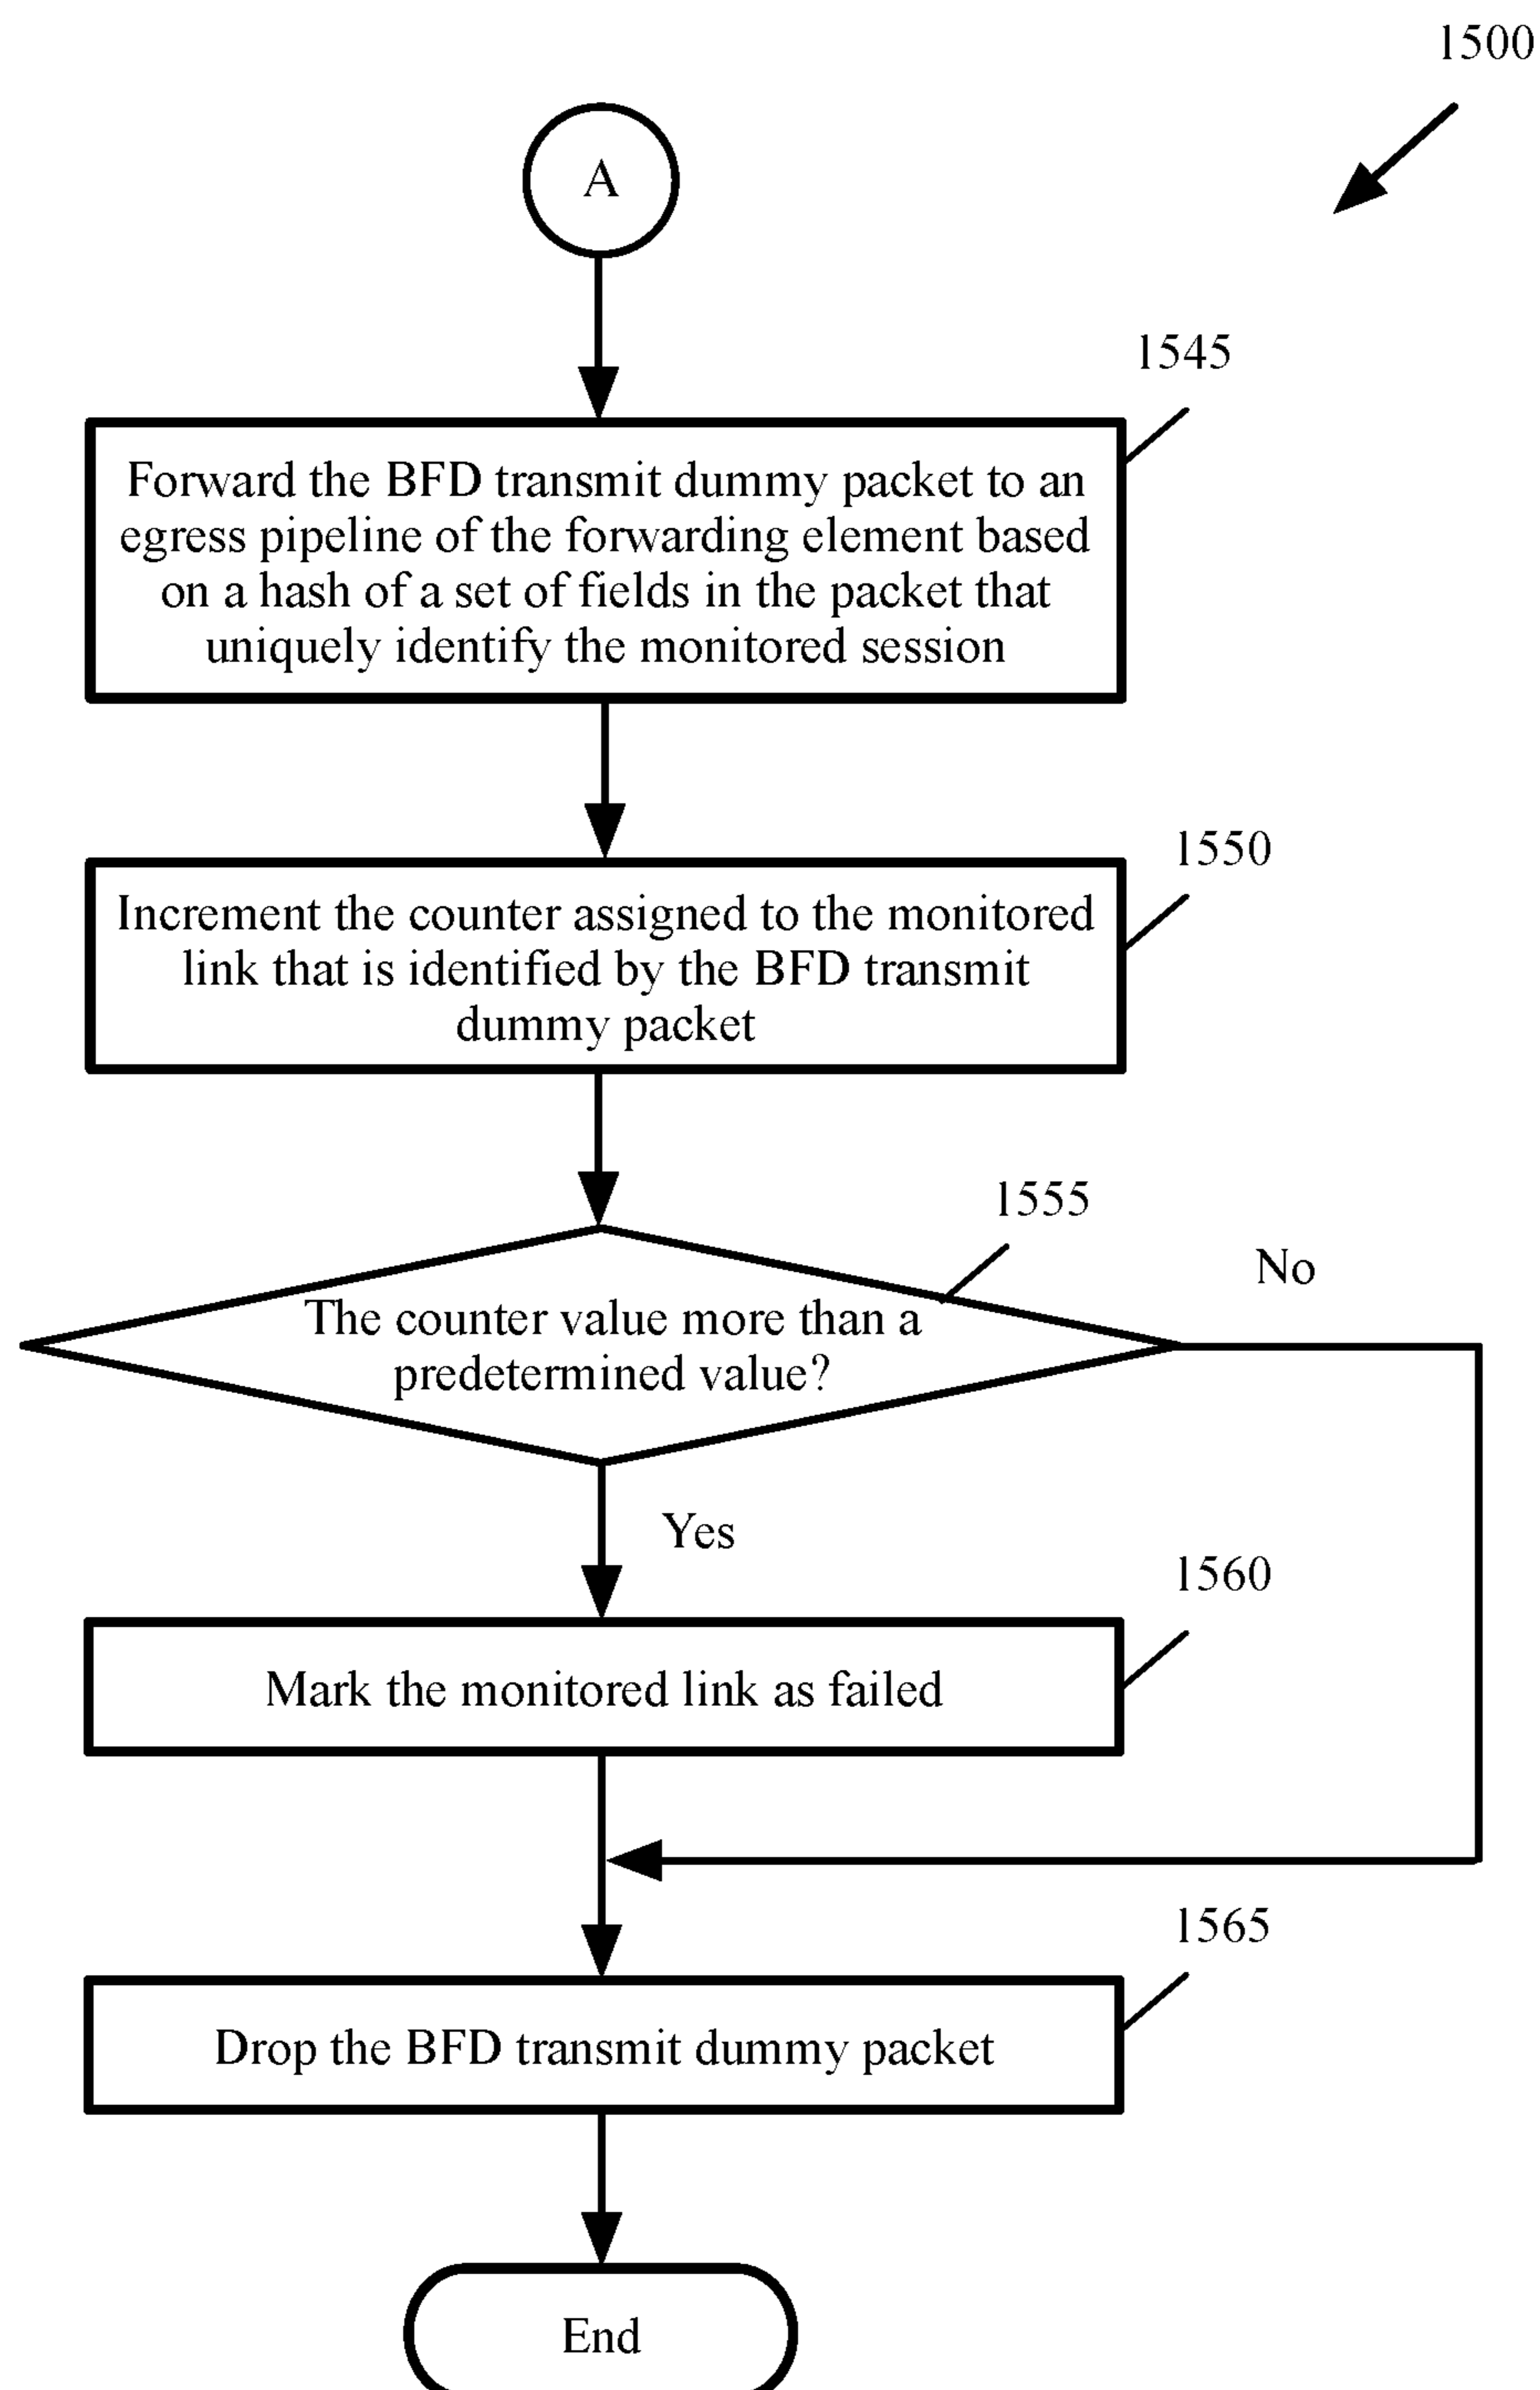 1500
A
1545
Forward the BFD transmit dummy packet to an
egress pipeline of the forwarding element based
on a hash of a set of fields in the packet that
uniquely identify the monitored session
1550
Increment the counter assigned to the monitored
link that is identified by the BFD transmit
dummy packet
1555
No
The counter value more than a
predetermined value?
Yes
1560
Mark the monitored link as failed
1565
Drop the BFD transmit dummy packet
End